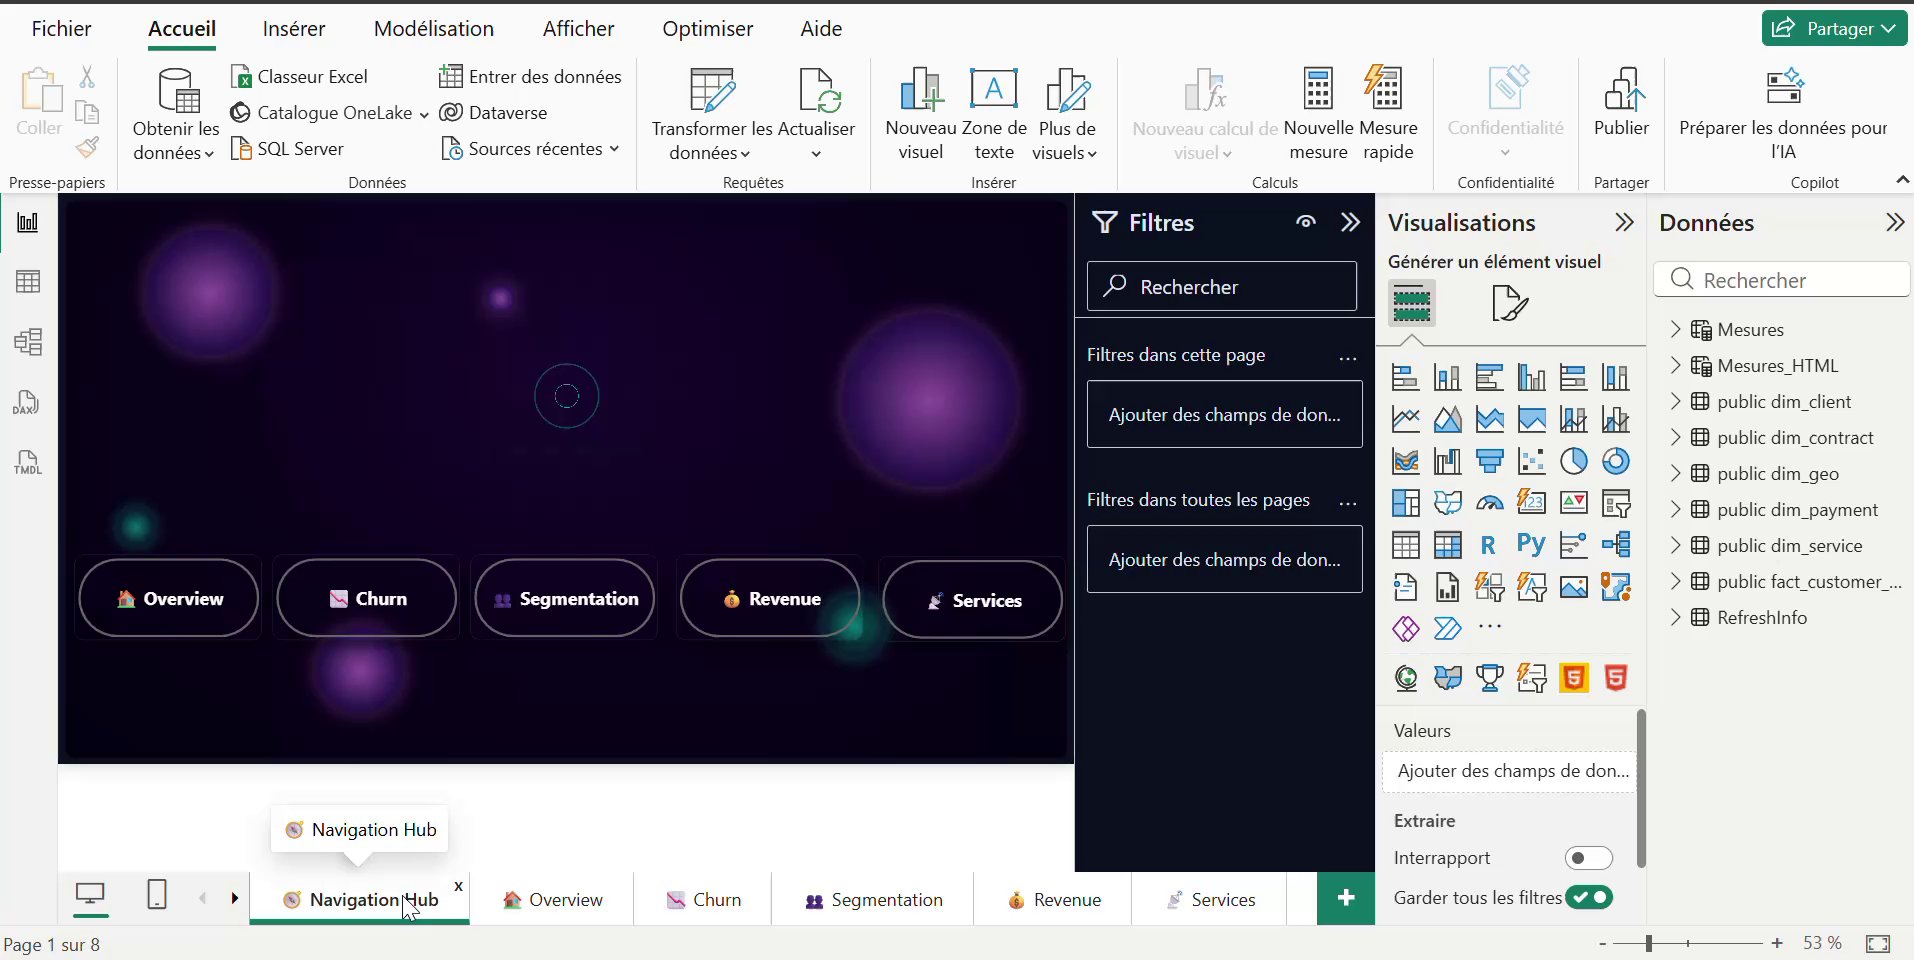 Fichier
Accueil
Insérer
Modélisation
Afficher
Optimiser
Aide
Partager
Coller
Presse-papiers
Obtenir les données
Classeur Excel
Catalogue OneLake
SQL Server
Entrer des données
Dataverse
Sources récentes
Données
Transformer les données
Actualiser
Requêtes
Nouveau visuel
Zone de texte
Plus de visuels
Insérer
Nouveau calcul de visuel
Nouvelle mesure
Mesure rapide
Calculs
Confidentialité
Confidentialité
Publier
Partager
Préparer les données pour l'IA
Copilot
DAX
TMDL
Overview
Churn
Segmentation
Revenue
Services
Filtres
Rechercher
Filtres dans cette page ...
Ajouter des champs de don...
Filtres dans toutes les pages ...
Ajouter des champs de don...
Visualisations
Générer un élément visuel
123
R
Py
...
5
5
Valeurs
Ajouter des champs de don...
Extraire
Interrapport
Garder tous les filtres
Données
Rechercher
Mesures
Mesures_HTML
public dim_client
public dim_contract
public dim_geo
public dim_payment
public dim_service
public fact_customer_...
RefreshInfo
Navigation Hub
Navigation Hub x
Overview
Churn
Segmentation
Revenue
Services
+
Page 1 sur 8
- + 53 %